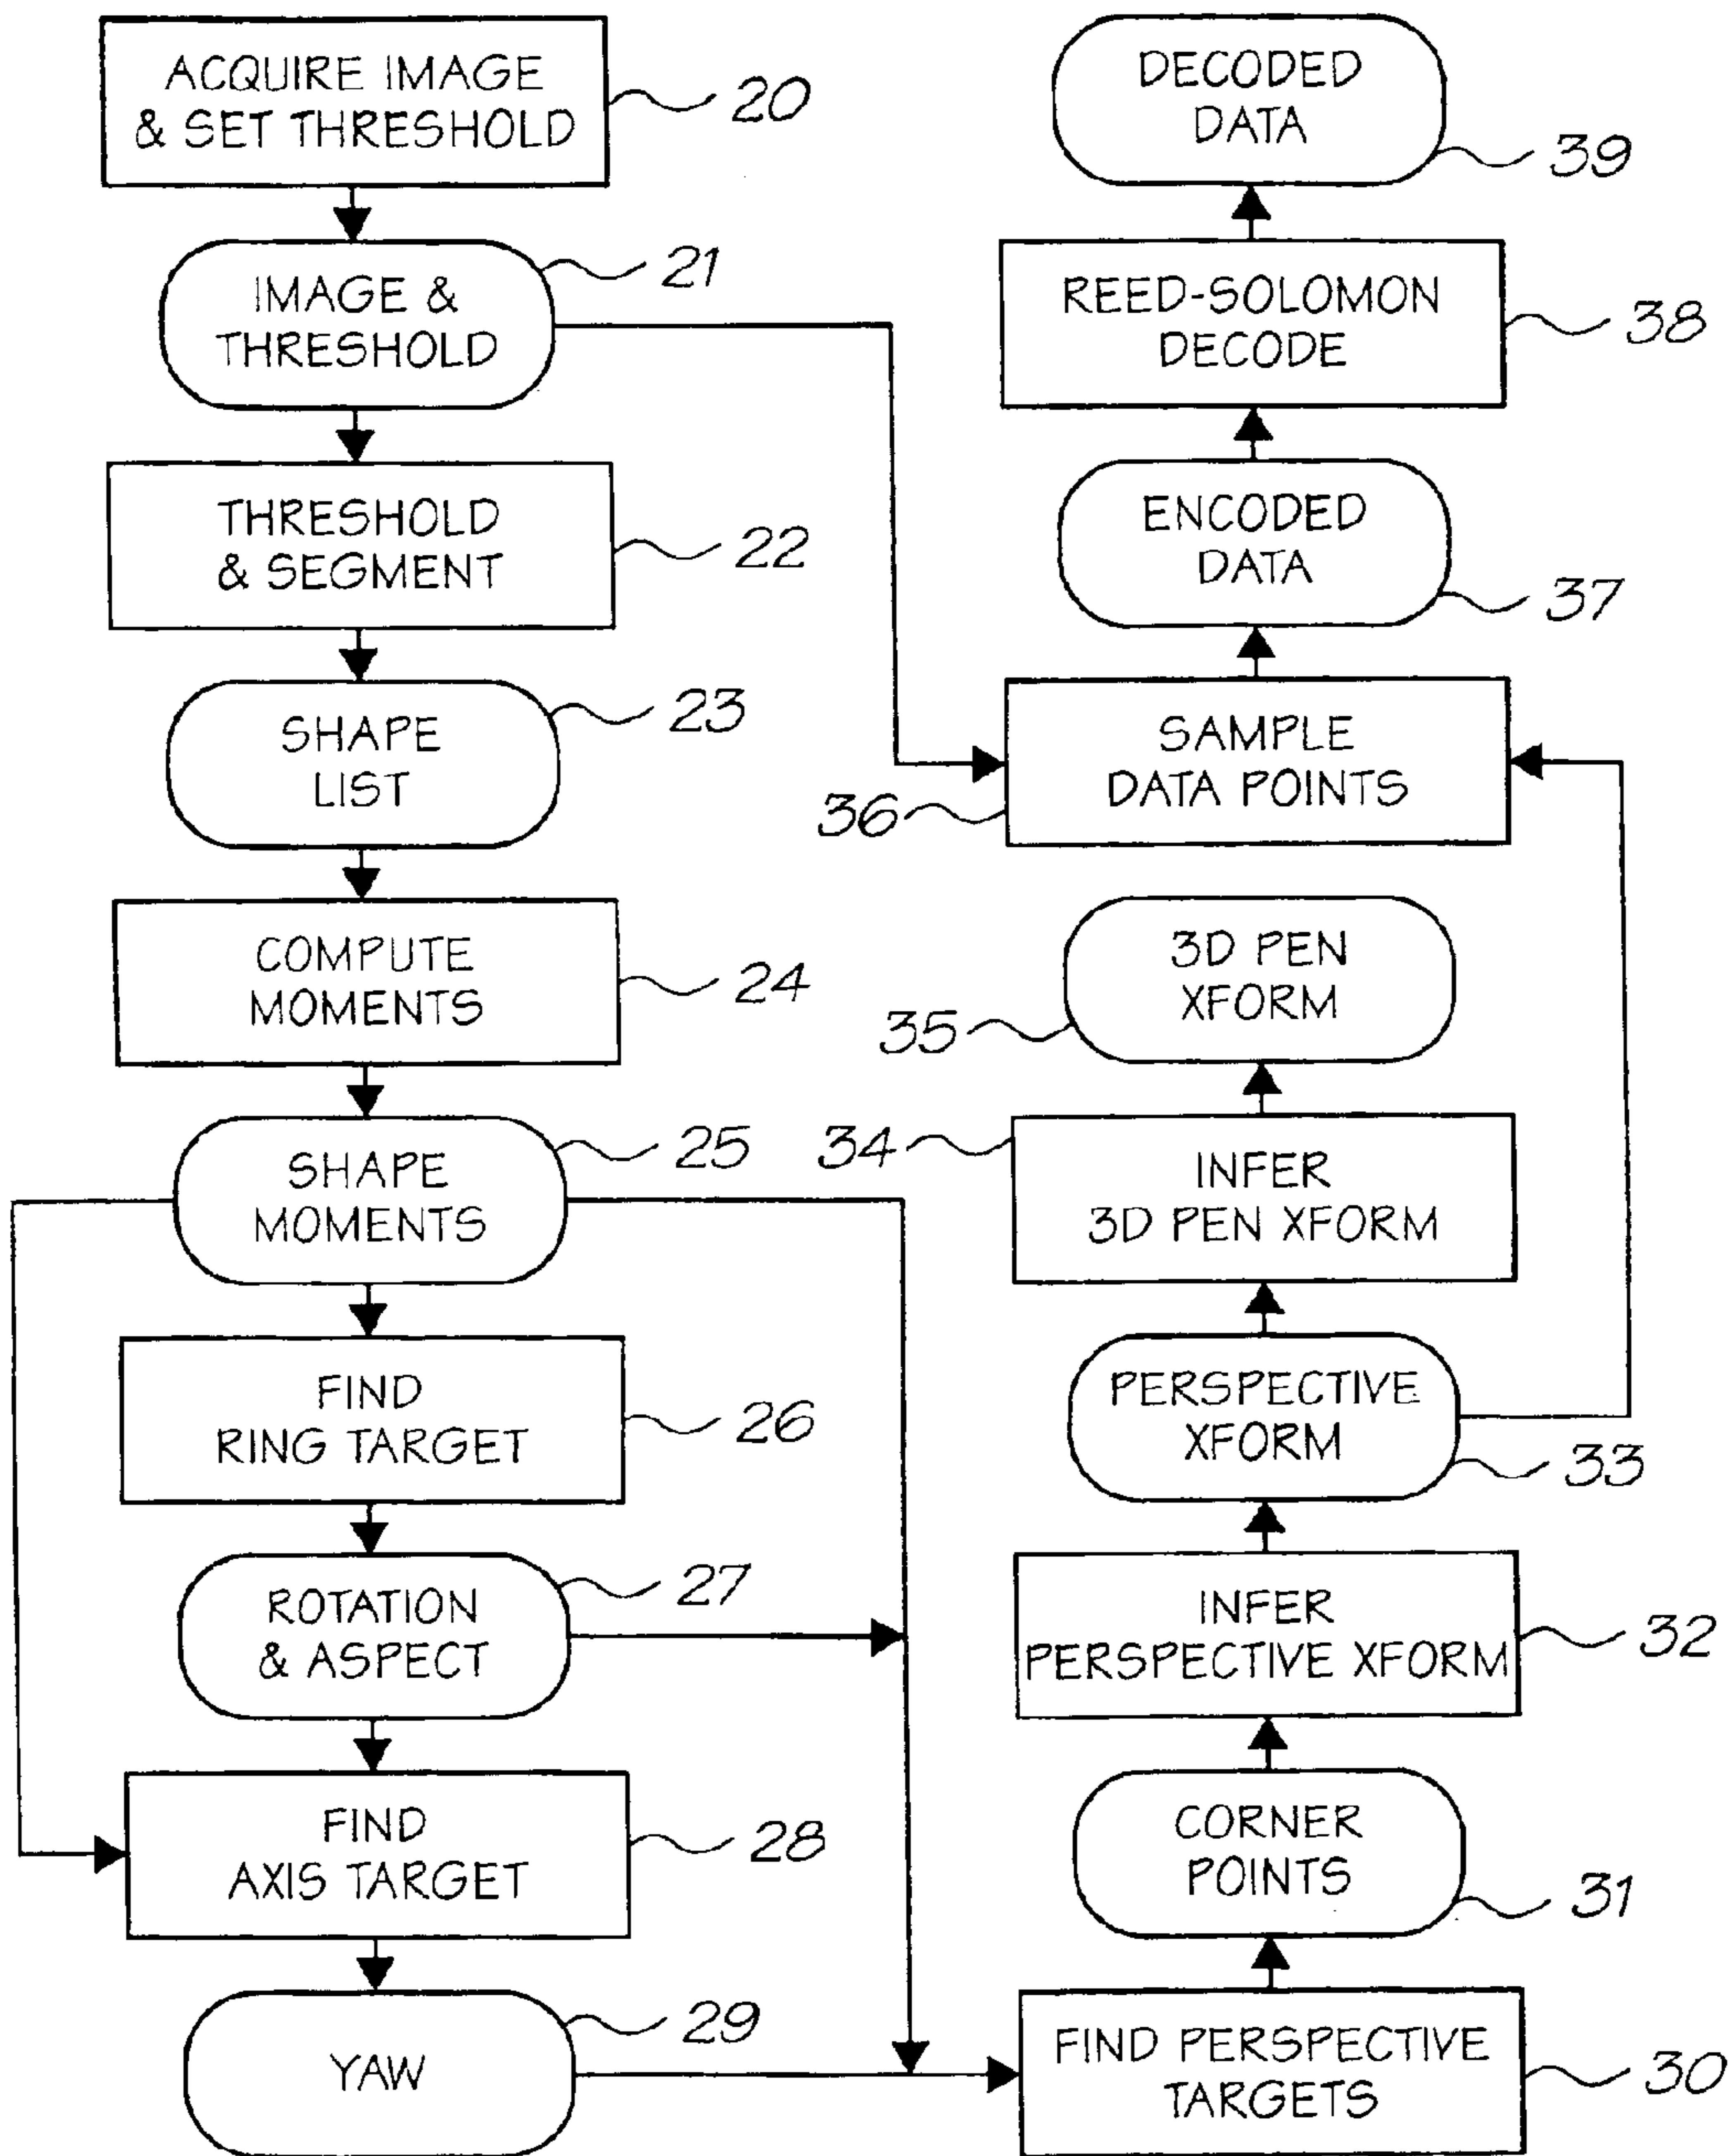 ACQUIRE IMAGE
& SET THRESHOLD
20
IMAGE &
THRESHOLD
21
THRESHOLD
& SEGMENT
22
SHAPE
LIST
23
COMPUTE
MOMENTS
24
SHAPE
MOMENTS
25
FIND
RING TARGET
26
ROTATION
& ASPECT
27
FIND
AXIS TARGET
28
YAW
29
FIND PERSPECTIVE
TARGETS
30
CORNER
POINTS
31
INFER
PERSPECTIVE XFORM
32
PERSPECTIVE
XFORM
33
INFER
3D PEN XFORM
34
3D PEN
XFORM
35
SAMPLE
DATA POINTS
36
ENCODED
DATA
37
REED-SOLOMON
DECODE
38
DECODED
DATA
39